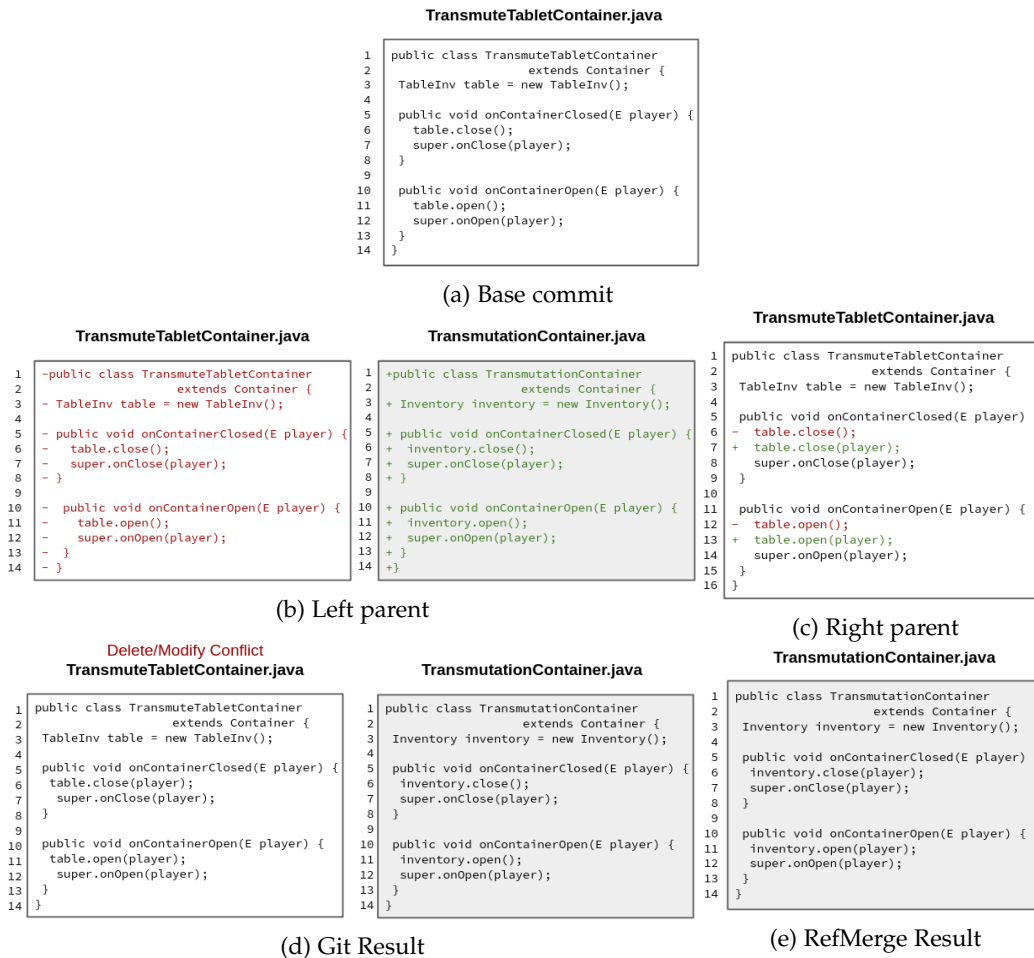 TransmuteTabletContainer.java
1 public class TransmuteTabletContainer
2 extends Container {
3 TableInv table = new TableInv();
4
5 public void onContainerClosed(E player) {
6 table.close();
7 super.onClose(player);
8 }
9
10 public void onContainerOpen(E player) {
11 table.open();
12 super.onOpen(player);
13 }
14 }
(a) Base commit
TransmuteTabletContainer.java
1 -public class TransmuteTabletContainer
2 extends Container {
3 - TableInv table = new TableInv();
4
5 - public void onContainerClosed(E player) {
6 - table.close();
7 - super.onClose(player);
8 - }
9
10 - public void onContainerOpen(E player) {
11 - table.open();
12 - super.onOpen(player);
13 - }
14 - }
TransmutationContainer.java
1 +public class TransmutationContainer
2 extends Container {
3 + Inventory inventory = new Inventory();
4
5 + public void onContainerClosed(E player) {
6 + inventory.close();
7 + super.onClose(player);
8 + }
9
10 + public void onContainerOpen(E player) {
11 + inventory.open();
12 + super.onOpen(player);
13 + }
14 +}
(b) Left parent
TransmuteTabletContainer.java
1 public class TransmuteTabletContainer
2 extends Container {
3 TableInv table = new TableInv();
4
5 public void onContainerClosed(E player)
6 - table.close();
7 + table.close(player);
8 super.onClose(player);
9 }
10
11 public void onContainerOpen(E player) {
12 - table.open();
13 + table.open(player);
14 super.onOpen(player);
15 }
16 }
(c) Right parent
Delete/Modify Conflict
TransmuteTabletContainer.java
1 public class TransmuteTabletContainer
2 extends Container {
3 TableInv table = new TableInv();
4
5 public void onContainerClosed(E player) {
6 table.close(player);
7 super.onClose(player);
8 }
9
10 public void onContainerOpen(E player) {
11 table.open(player);
12 super.onOpen(player);
13 }
14 }
TransmutationContainer.java
1 public class TransmutationContainer
2 extends Container {
3 Inventory inventory = new Inventory();
4
5 public void onContainerClosed(E player) {
6 inventory.close();
7 super.onClose(player);
8 }
9
10 public void onContainerOpen(E player) {
11 inventory.open();
12 super.onOpen(player);
13 }
14 }
(d) Git Result
TransmutationContainer.java
1 public class TransmutationContainer
2 extends Container {
3 Inventory inventory = new Inventory();
4
5 public void onContainerClosed(E player)
6 inventory.close(player);
7 super.onClose(player);
8 }
9
10 public void onContainerOpen(E player) {
11 inventory.open(player);
12 super.onOpen(player);
13 }
14 }
(e) RefMerge Result